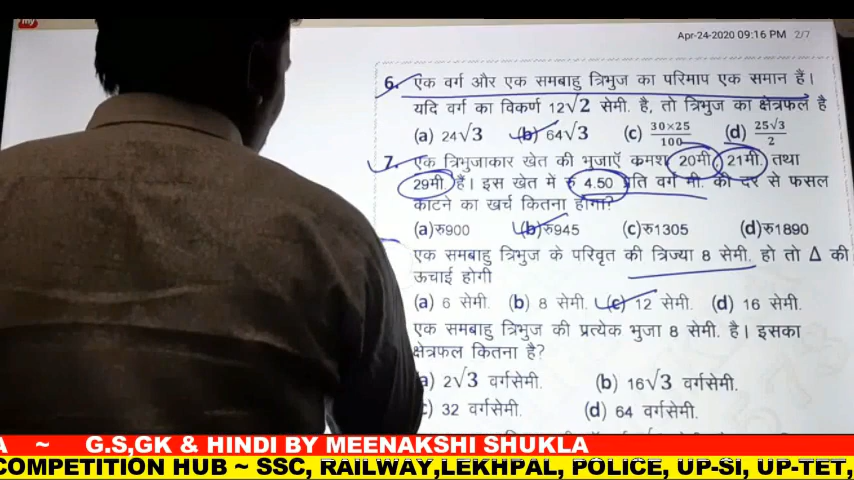 my
Apr-24-2020 09:16 PM 2/7
6. एक वर्ग और एक समबाहु त्रिभुज का परिमाप एक समान है।
यदि वर्ग का विकर्ण 12√2 सेमी. है, तो त्रिभुज का क्षेत्रफल है
(a) 24√3 (b) 64√3 (c) 30×25/100 (d) 25√3/2
7. एक त्रिभुजाकार खेत की भुजाएँ कमश 20मी, 21मी. तथा
29मी. है। इस खेत में रु 4.50 प्रति वर्ग मी. की दर से फसल
काटने का खर्च कितना होगा?
(a)रु900 (b)रु945 (c)रु1305 (d)रु1890
एक समबाहु त्रिभुज के परिवृत की त्रिज्या 8 सेमी. हो तो Δ की
ऊचाई होगी
(a) 6 सेमी. (b) 8 सेमी. (c) 12 सेमी. (d) 16 सेमी.
एक समबाहु त्रिभुज की प्रत्येक भुजा 8 सेमी. है। इसका
क्षेत्रफल कितना है?
a) 2√3 वर्गसेमी. (b) 16√3 वर्गसेमी.
c) 32 वर्गसेमी. (d) 64 वर्गसेमी.
A ~ G.S,GK & HINDI BY MEENAKSHI SHUKLA
COMPETITION HUB ~ SSC, RAILWAY,LEKHPAL, POLICE, UP-SI, UP-TET,